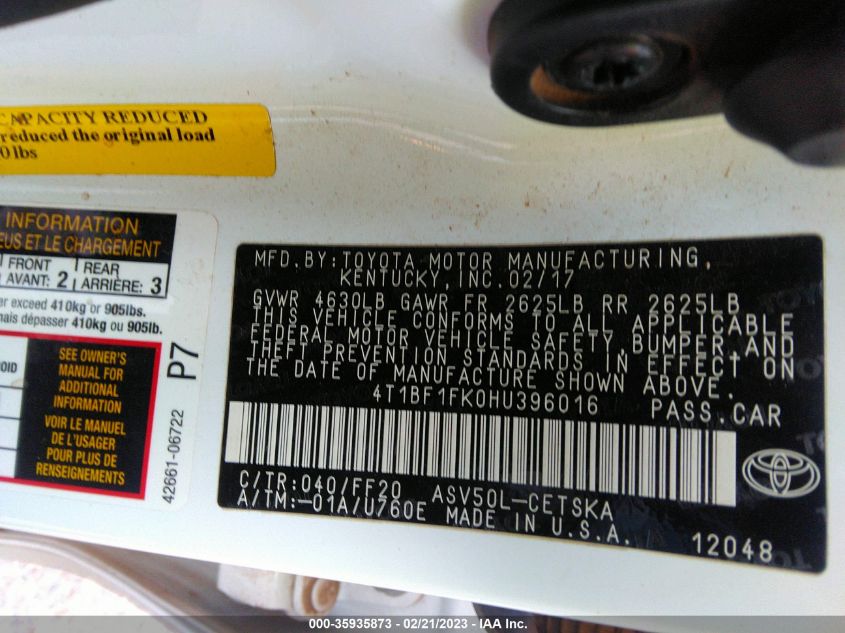 CAPACITY REDUCED
reduced the original load
0 lbs
INFORMATION
EUS ET LE CHARGEMENT
FRONT
AVANT: 2
REAR
ARRIÈRE: 3
er exceed 410kg or 905lbs.
mais dépasser 410kg ou 905lb.
SEE OWNER'S
MANUAL FOR
ADDITIONAL
INFORMATION
VOIR LE MANUEL
DE L'USAGER
POUR PLUS DE
RENSEIGNEMENTS
P7
42661-06722
MFD.BY:TOYOTA MOTOR MANUFACTURING,
KENTUCKY,INC.02/17
GVWR 4630LB GAWR FR 2625LB RR 2625LB
THIS VEHICLE CONFORMS TO ALL APPLICABLE
FEDERAL MOTOR VEHICLE SAFETY,BUMPER,AND
THEFT PREVENTION STANDARDS IN EFFECT ON
THE DATE OF MANUFACTURE SHOWN ABOVE.
4T1BF1FK0HU396016 PASS.CAR
C/TR:040/FF20 ASV50L-CETSKA
A/TM:-01A/U760E MADE IN U.S.A.
12048
000-35935873 - 02/21/2023 - IAA Inc.